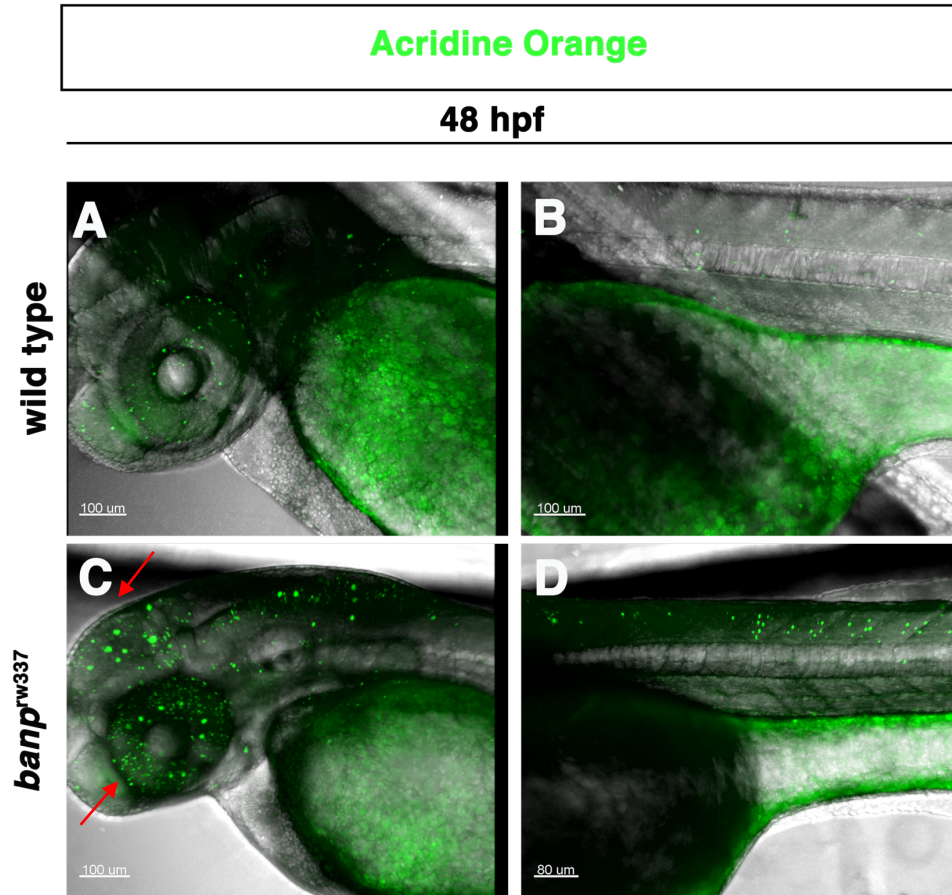 Acridine Orange
48 hpf
wild type
A
100 um
B
100 um
banp^rw337
C
100 um
D
80 um